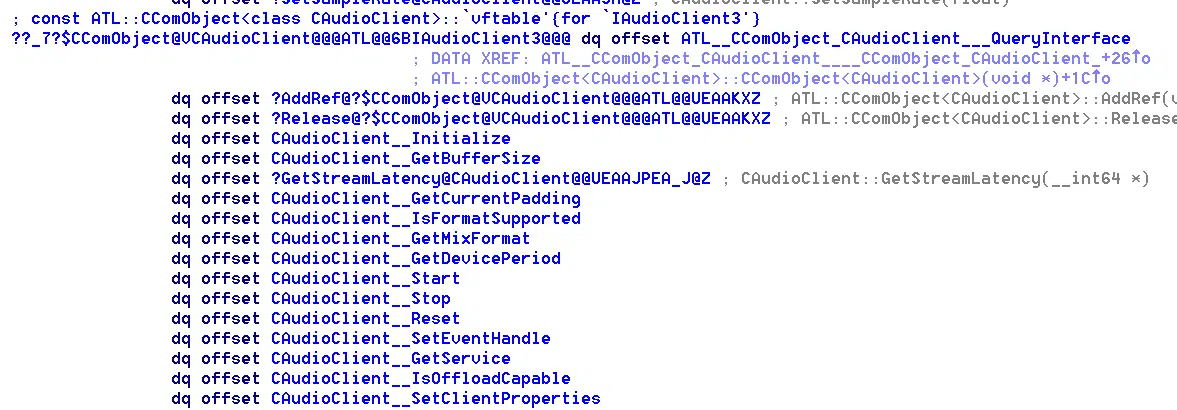 dq offset ?SetSampleRate@CAudioClient@@UEAAJM@Z ; CAudioClient::SetSampleRate(float)
; const ATL::CComObject<class CAudioClient>::`vftable'{for `IAudioClient3'}
??_7?$CComObject@VCAudioClient@@@ATL@@6BIAudioClient3@@@ dq offset ATL__CComObject_CAudioClient___QueryInterface
; DATA XREF: ATL__CComObject_CAudioClient____CComObject_CAudioClient_+26↑o
; ATL::CComObject<CAudioClient>::CComObject<CAudioClient>(void *)+1C↑o
dq offset ?AddRef@?$CComObject@VCAudioClient@@@ATL@@UEAAKXZ ; ATL::CComObject<CAudioClient>::AddRef(v
dq offset ?Release@?$CComObject@VCAudioClient@@@ATL@@UEAAKXZ ; ATL::CComObject<CAudioClient>::Release
dq offset CAudioClient__Initialize
dq offset CAudioClient__GetBufferSize
dq offset ?GetStreamLatency@CAudioClient@@UEAAJPEA_J@Z ; CAudioClient::GetStreamLatency(__int64 *)
dq offset CAudioClient__GetCurrentPadding
dq offset CAudioClient__IsFormatSupported
dq offset CAudioClient__GetMixFormat
dq offset CAudioClient__GetDevicePeriod
dq offset CAudioClient__Start
dq offset CAudioClient__Stop
dq offset CAudioClient__Reset
dq offset CAudioClient__SetEventHandle
dq offset CAudioClient__GetService
dq offset CAudioClient__IsOffloadCapable
dq offset CAudioClient__SetClientProperties